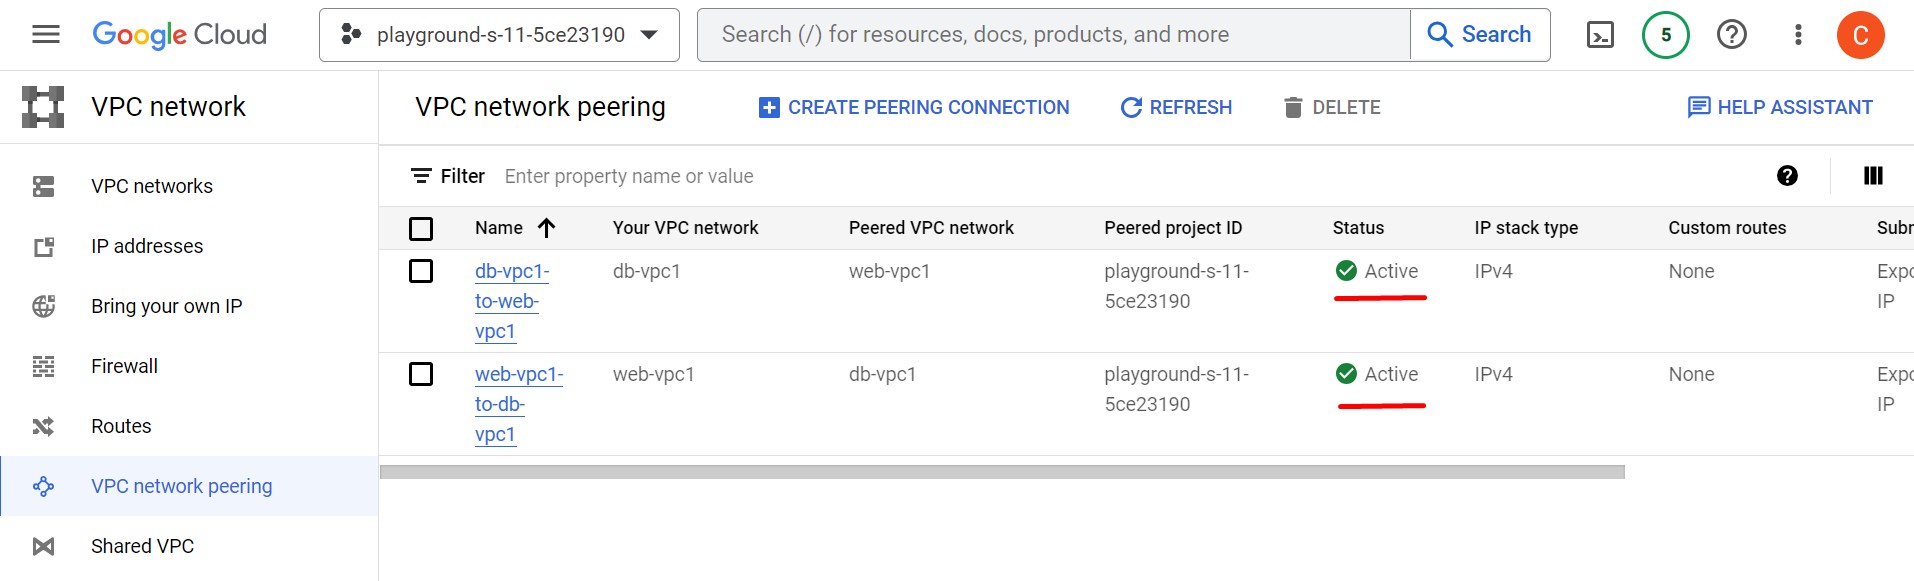 Google Cloud
playground-s-11-5ce23190
Search (/) for resources, docs, products, and more
Search
5
C
VPC network
VPC network peering
CREATE PEERING CONNECTION
REFRESH
DELETE
HELP ASSISTANT
VPC networks
IP addresses
Bring your own IP
Firewall
Routes
VPC network peering
Shared VPC
Filter Enter property name or value
Name Your VPC network Peered VPC network Peered project ID Status IP stack type Custom routes
db-vpc1- db-vpc1 web-vpc1 playground-s-11- Active IPv4 None
to-web- 5ce23190 IP
vpc1
web-vpc1- web-vpc1 db-vpc1 playground-s-11- Active IPv4 None
to-db- 5ce23190 IP
vpc1